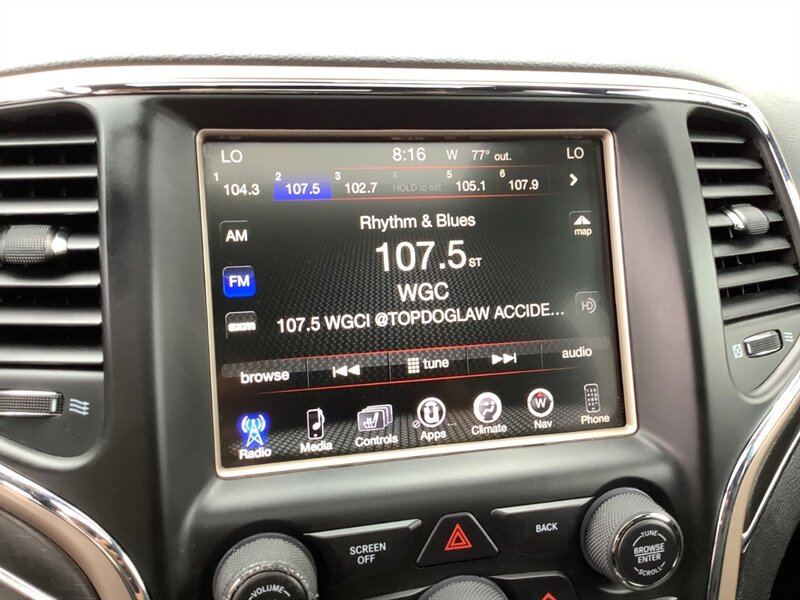 LO 8:16 W 77° out. LO
1 2 3 4 5 6
104.3 107.5 102.7 HOLD to set 105.1 107.9
AM
Rhythm & Blues
map
107.5 ST
FM
WGC
HD
sxm
107.5 WGCI @TOPDOGLAW ACCIDE...
browse tune audio
Radio Media Controls Apps Climate Nav Phone
W
SCREEN
OFF
BACK
TUNE
BROWSE
ENTER
SCROLL
VOLUME